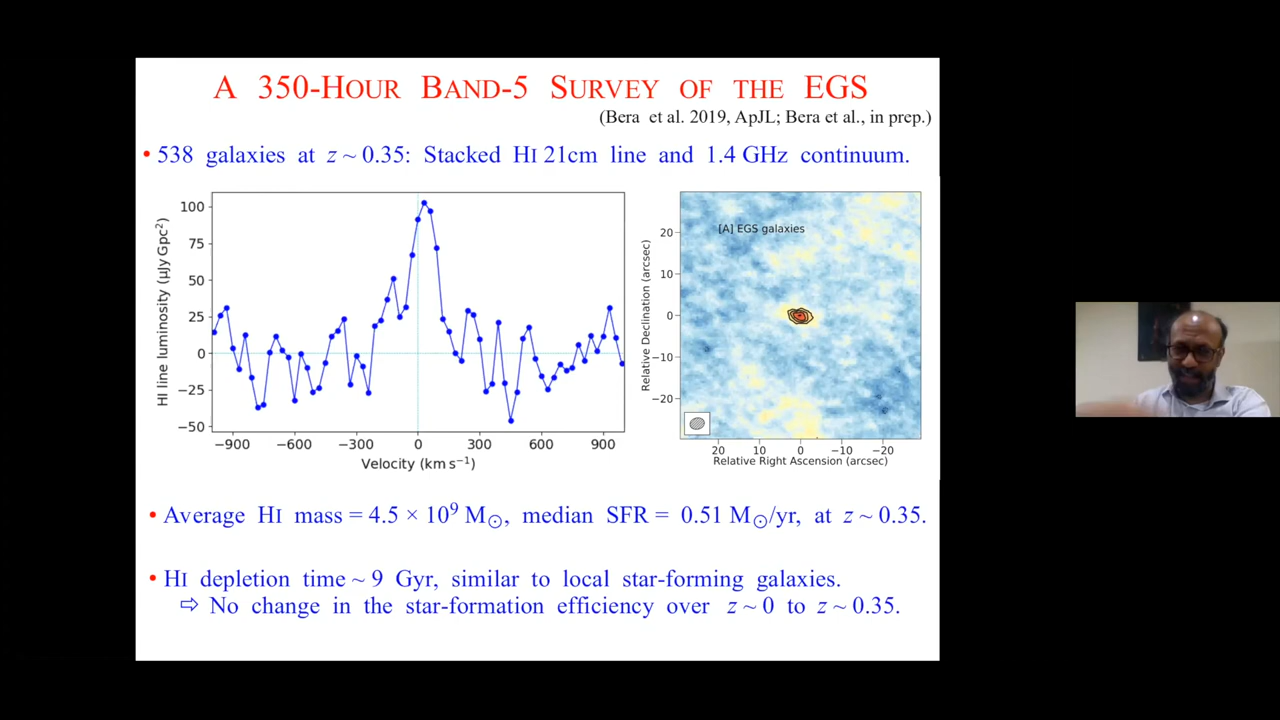 A 350-HOUR BAND-5 SURVEY OF THE EGS
(Bera et al. 2019, ApJL; Bera et al., in prep.)
• 538 galaxies at z ~ 0.35: Stacked HI 21cm line and 1.4 GHz continuum.
HI line luminosity (μJy Gpc²)
100
75
50
25
0
−25
−50
−900 −600 −300 0 300 600 900
Velocity (km s⁻¹)
[A] EGS galaxies
Relative Declination (arcsec)
20
10
0
−10
−20
20 10 0 −10 −20
Relative Right Ascension (arcsec)
• Average HI mass = 4.5 × 10⁹ M⊙, median SFR = 0.51 M⊙/yr, at z ~ 0.35.
• HI depletion time ~ 9 Gyr, similar to local star-forming galaxies.
⇨ No change in the star-formation efficiency over z ~ 0 to z ~ 0.35.